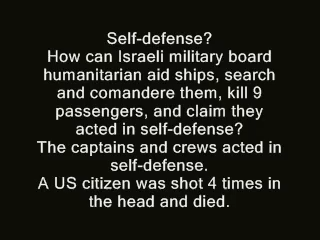 Self-defense?
How can Israeli military board
humanitarian aid ships, search
and comandere them, kill 9
passengers, and claim they
acted in self-defense?
The captains and crews acted in
self-defense.
A US citizen was shot 4 times in
the head and died.